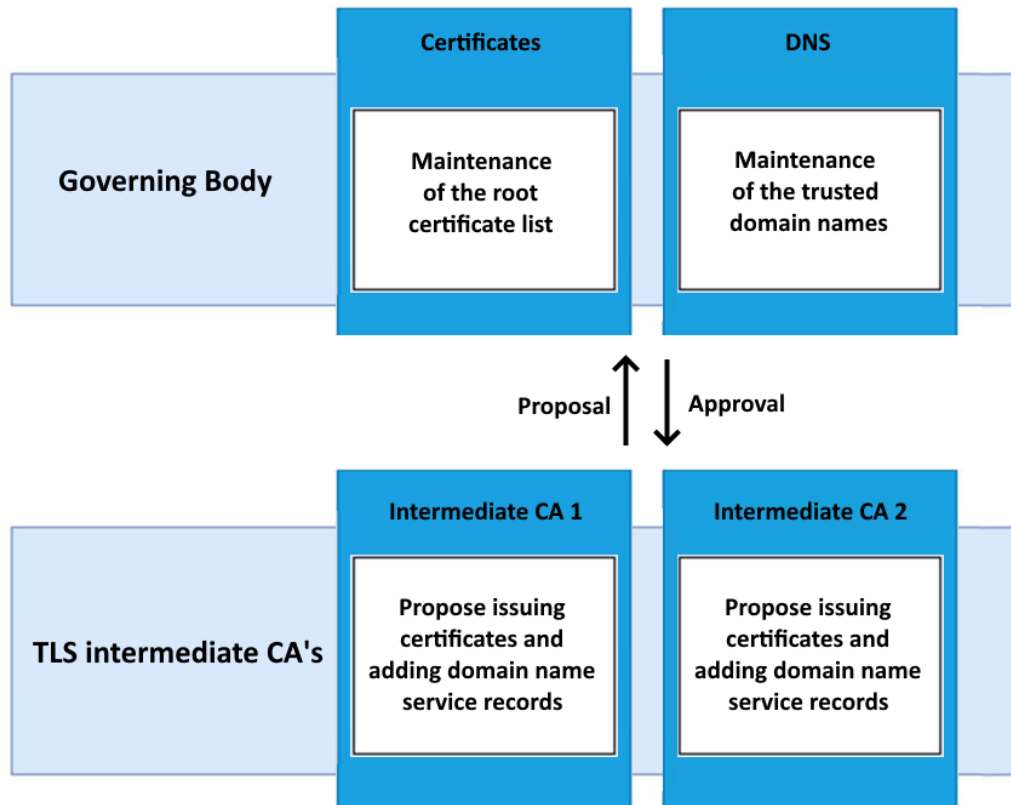 Certificates
DNS
Governing Body
Maintenance
of the root
certificate list
Maintenance
of the trusted
domain names
Proposal
Approval
Intermediate CA 1
Intermediate CA 2
TLS intermediate CA's
Propose issuing
certificates and
adding domain name
service records
Propose issuing
certificates and
adding domain name
service records